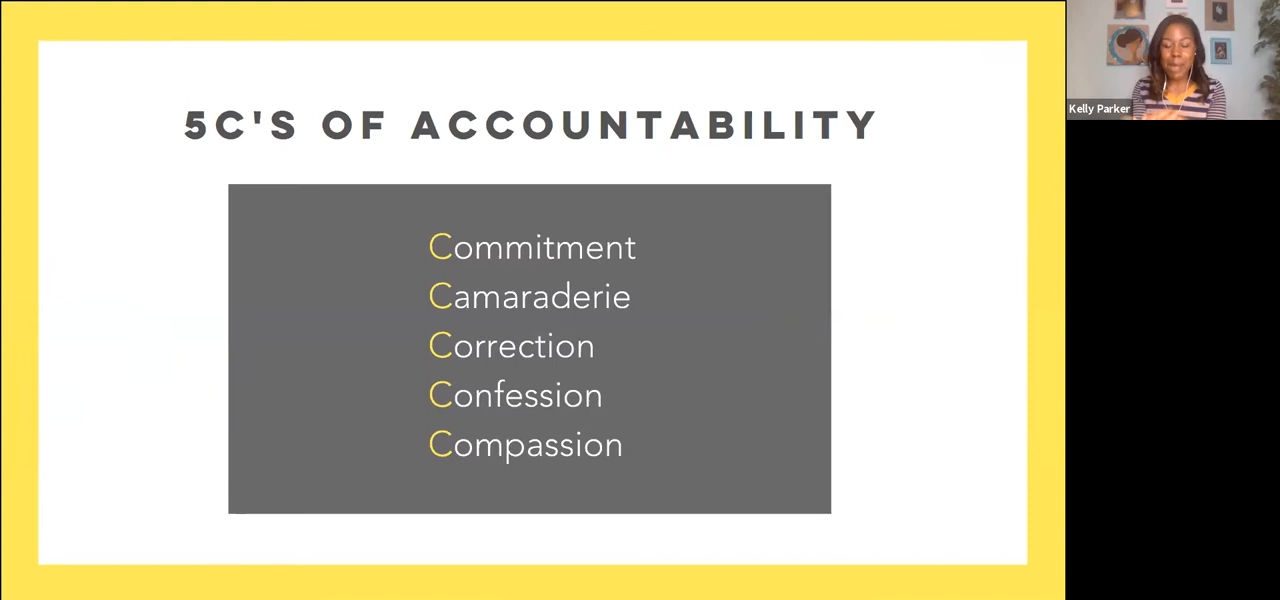 5C'S OF ACCOUNTABILITY
Commitment
Camaraderie
Correction
Confession
Compassion
Kelly Parker